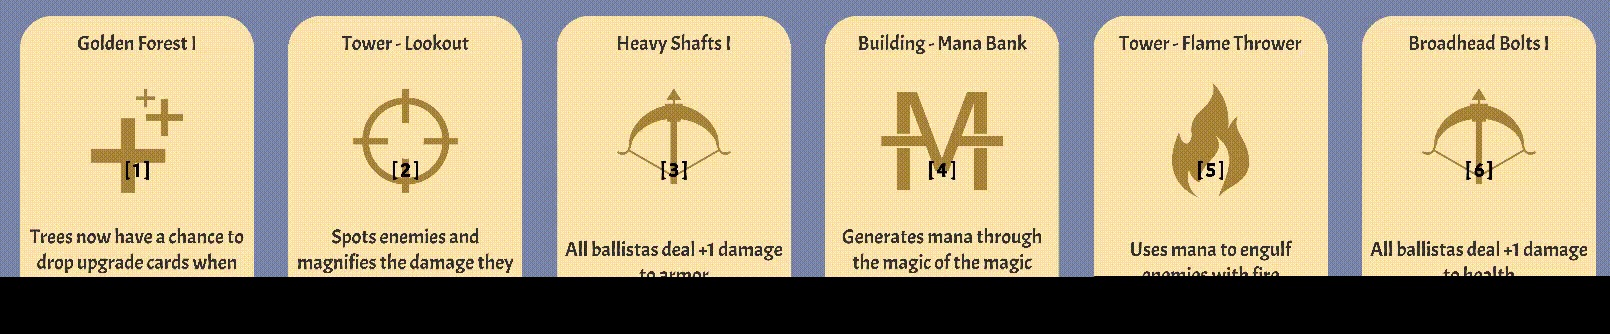 Golden Forest I
[1]
Trees now have a chance to
drop upgrade cards when
Tower - Lookout
[2]
Spots enemies and
magnifies the damage they
Heavy Shafts I
[3]
All ballistas deal +1 damage
to armor
Building - Mana Bank
[4]
Generates mana through
the magic of the magic
Tower - Flame Thrower
[5]
Uses mana to engulf
enemies with fire
Broadhead Bolts I
[6]
All ballistas deal +1 damage
to health